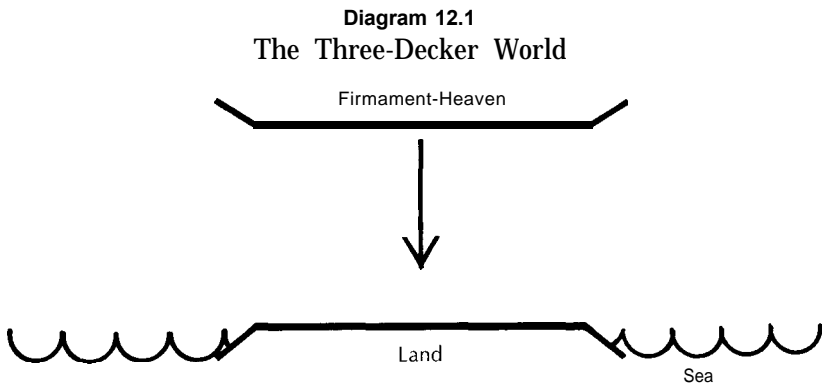 Diagram 12.1
The Three-Decker World
Firmament-Heaven
Land
Sea